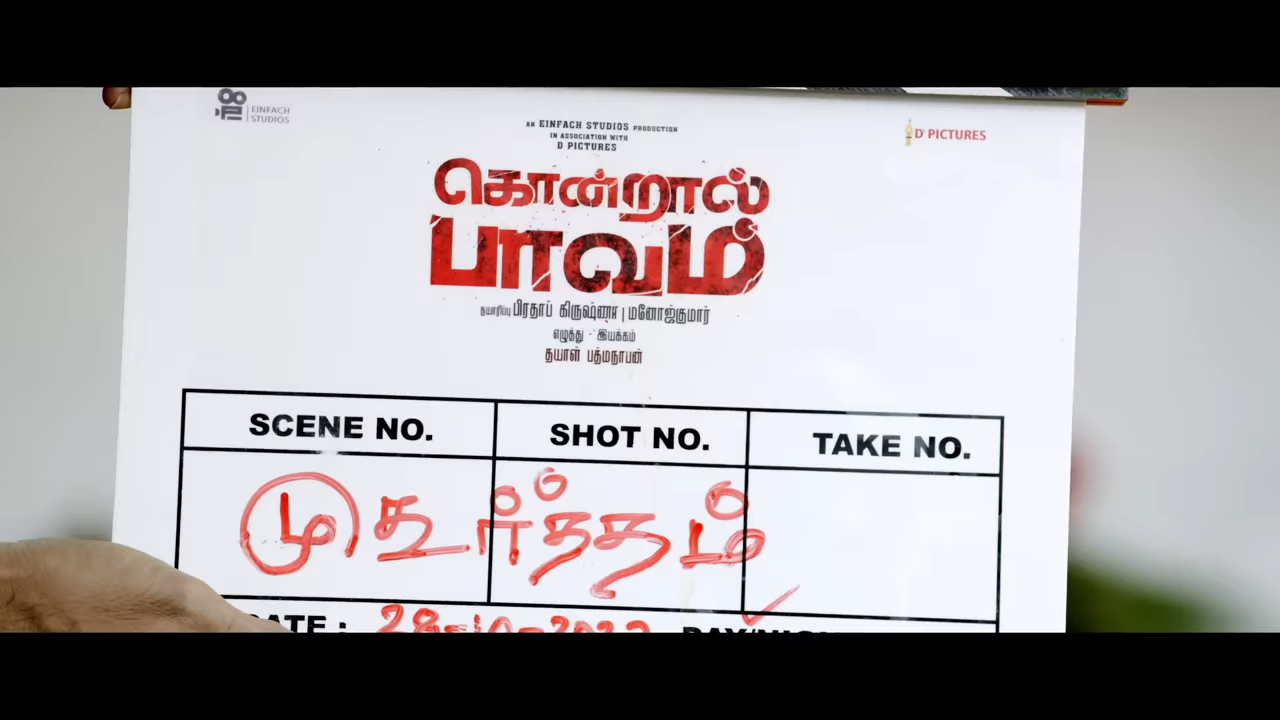 EINFACH
STUDIOS
AN EINFACH STUDIOS PRODUCTION
IN ASSOCIATION WITH
D PICTURES
D PICTURES
கொன்றால்
பாவம்
தயாரிப்பு பிரதாப் கிருஷ்ணா | மனோஜ்குமார்
எழுத்து - இயக்கம்
தயாள் பத்மநாபன்
SCENE NO. SHOT NO. TAKE NO.